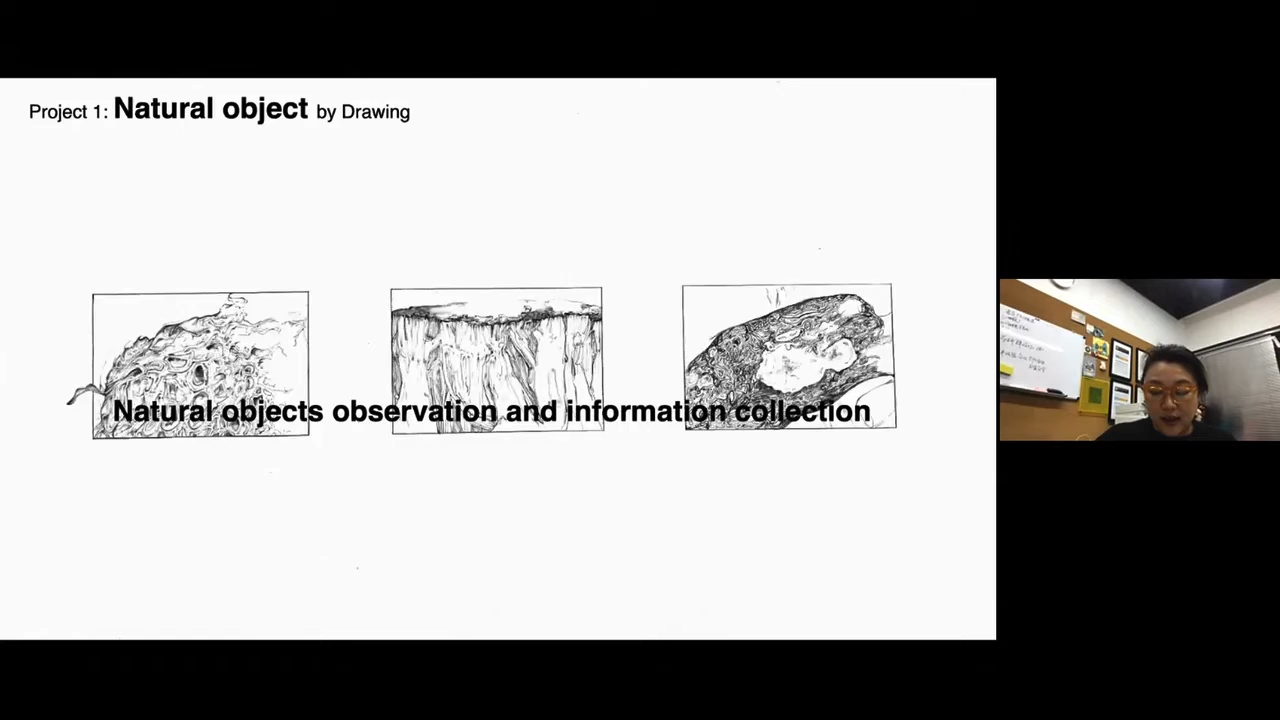 Project 1: Natural object by Drawing
Natural objects observation and information collection